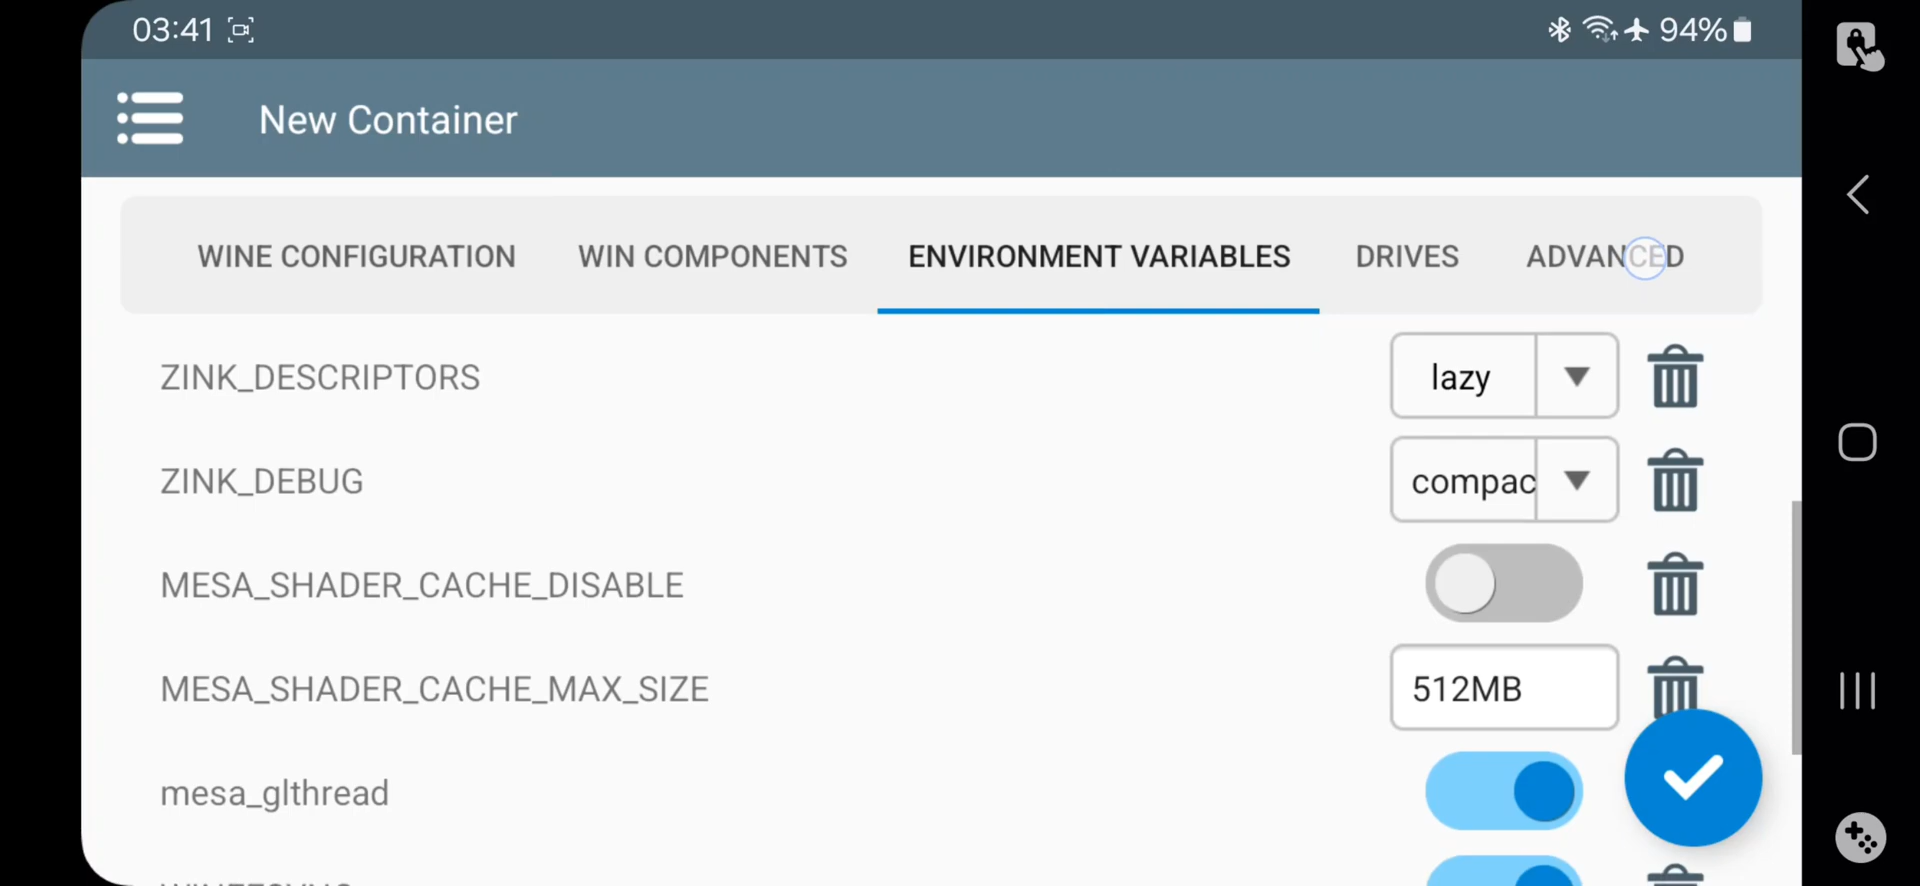 03:41 94%
New Container
WINE CONFIGURATION WIN COMPONENTS ENVIRONMENT VARIABLES DRIVES ADVANCED
ZINK_DESCRIPTORS lazy
ZINK_DEBUG compac
MESA_SHADER_CACHE_DISABLE
MESA_SHADER_CACHE_MAX_SIZE 512MB
mesa_glthread